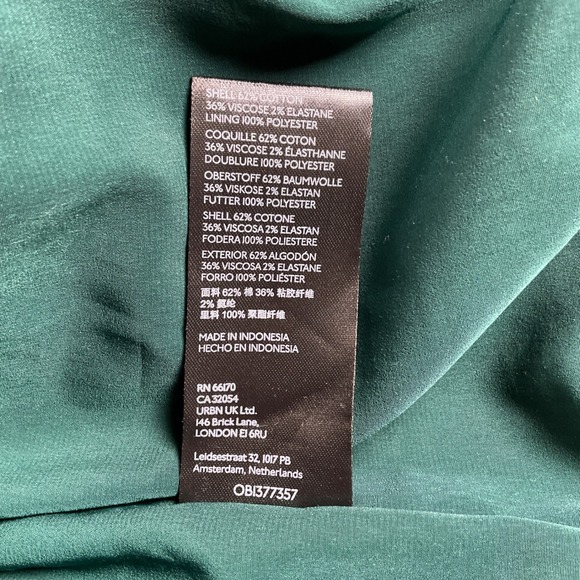 SHELL 62% COTTON
36% VISCOSE 2% ELASTANE
LINING 100% POLYESTER
COQUILLE 62% COTON
36% VISCOSE 2% ÉLASTHANNE
DOUBLURE 100% POLYESTER
OBERSTOFF 62% BAUMWOLLE
36% VISKOSE 2% ELASTAN
FUTTER 100% POLYESTER
SHELL 62% COTONE
36% VISCOSA 2% ELASTAN
FODERA 100% POLIESTERE
EXTERIOR 62% ALGODÓN
36% VISCOSA 2% ELASTANE
FORRO 100% POLIÉSTER
面料 62% 棉 36% 粘胶纤维
2% 氨纶
里料 100% 聚酯纤维
MADE IN INDONESIA
HECHO EN INDONESIA
RN 66170
CA 32054
URBN UK Ltd.
146 Brick Lane,
LONDON E1 6RU
Leidsestraat 32, 1017 PB
Amsterdam, Netherlands
OB1377357